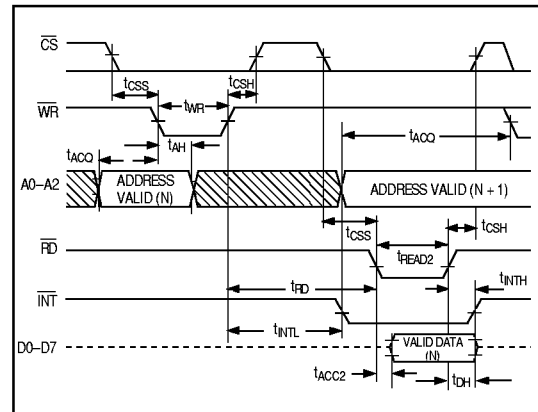 CS
tCSS
tCSH
tWR
WR
tAH
tACQ
tACQ
A0–A2
ADDRESS
VALID (N)
ADDRESS VALID (N + 1)
tCSS
tCSH
RD
tREAD2
tRD
tINTH
INT
tINTL
D0–D7
VALID DATA
(N)
tACC2
tDH